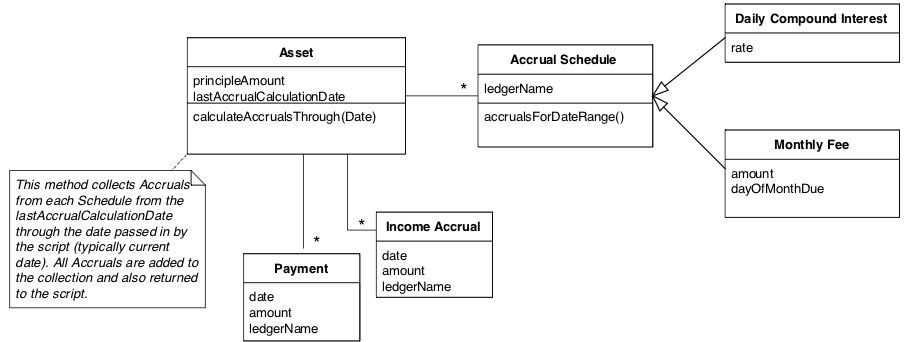 Asset
principleAmount
lastAccrualCalculationDate
calculateAccrualsThrough(Date)
*
Accrual Schedule
ledgerName
accrualsForDateRange()
Daily Compound Interest
rate
Monthly Fee
amount
dayOfMonthDue
This method collects Accruals
from each Schedule from the
lastAccrualCalculationDate
through the date passed in by
the script (typically current
date). All Accruals are added to
the collection and also returned
to the script.
*
Payment
date
amount
ledgerName
*
Income Accrual
date
amount
ledgerName